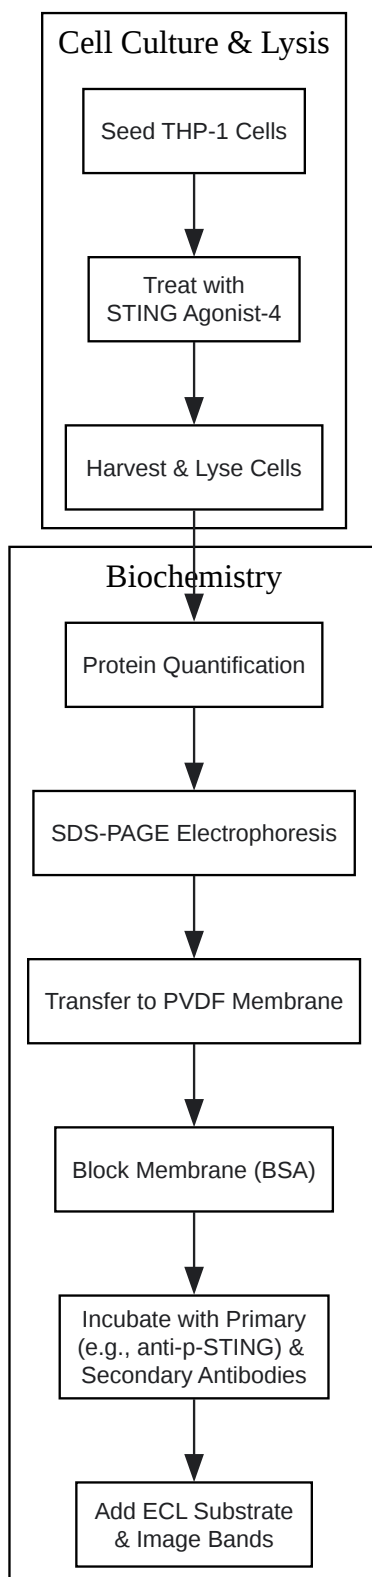 Cell Culture & Lysis
Seed THP-1 Cells
Treat with
STING Agonist-4
Harvest & Lyse Cells
Biochemistry
Protein Quantification
SDS-PAGE Electrophoresis
Transfer to PVDF Membrane
Block Membrane (BSA)
Incubate with Primary
(e.g., anti-p-STING) &
Secondary Antibodies
Add ECL Substrate
& Image Bands